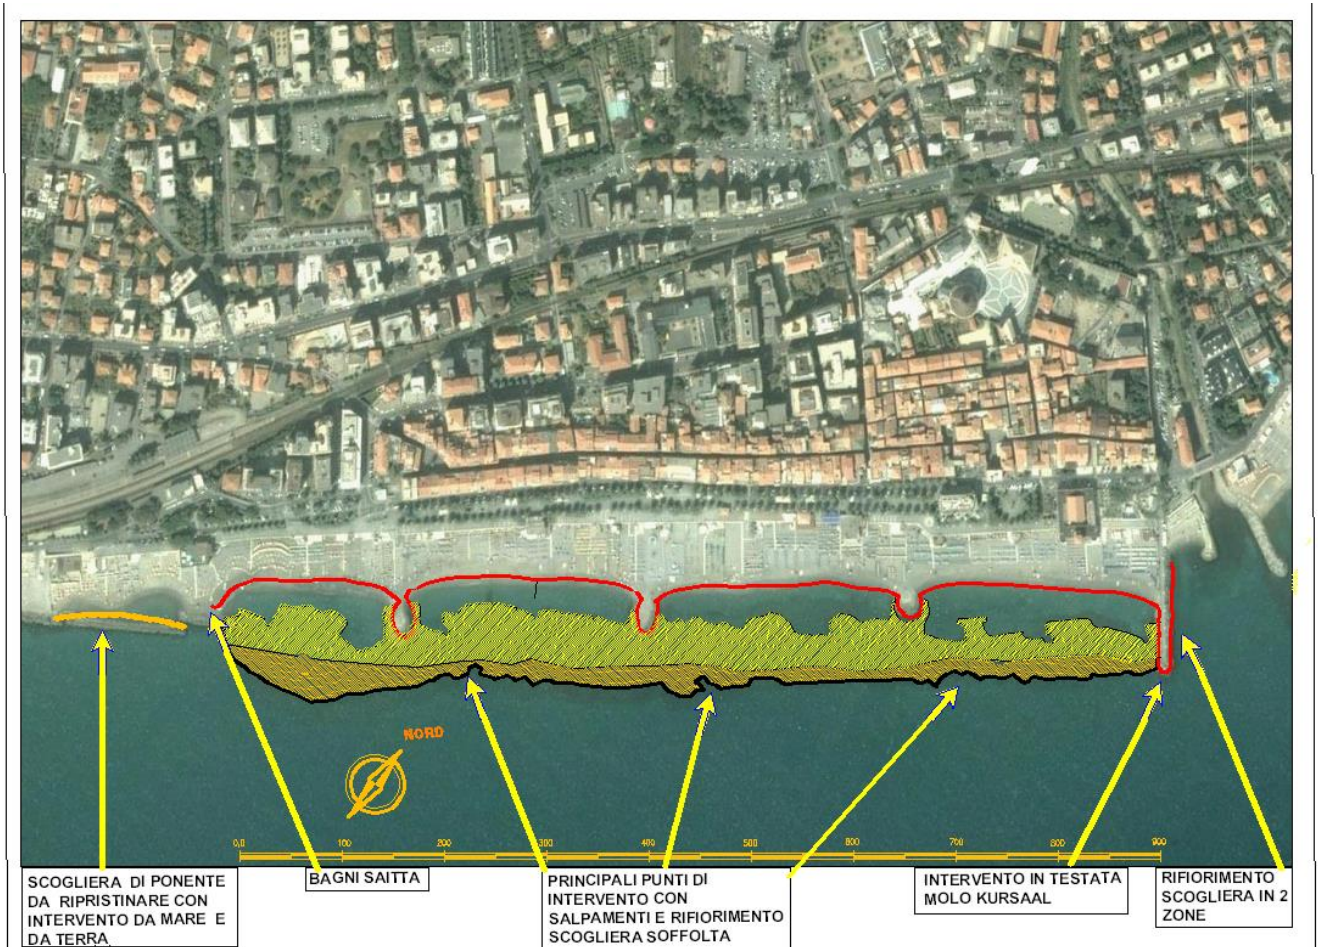 NORD
0,0 100 200 300 400 500 600 700 800 900
SCOGLIERA DI PONENTE
DA RIPRISTINARE CON
INTERVENTO DA MARE E
DA TERRA
BAGNI SAITTA
PRINCIPALI PUNTI DI
INTERVENTO CON
SALPAMENTI E RIFIORIMENTO
SCOGLIERA SOFFOLTA
INTERVENTO IN TESTATA
MOLO KURSAAL
RIFIORIMENTO
SCOGLIERA IN 2
ZONE